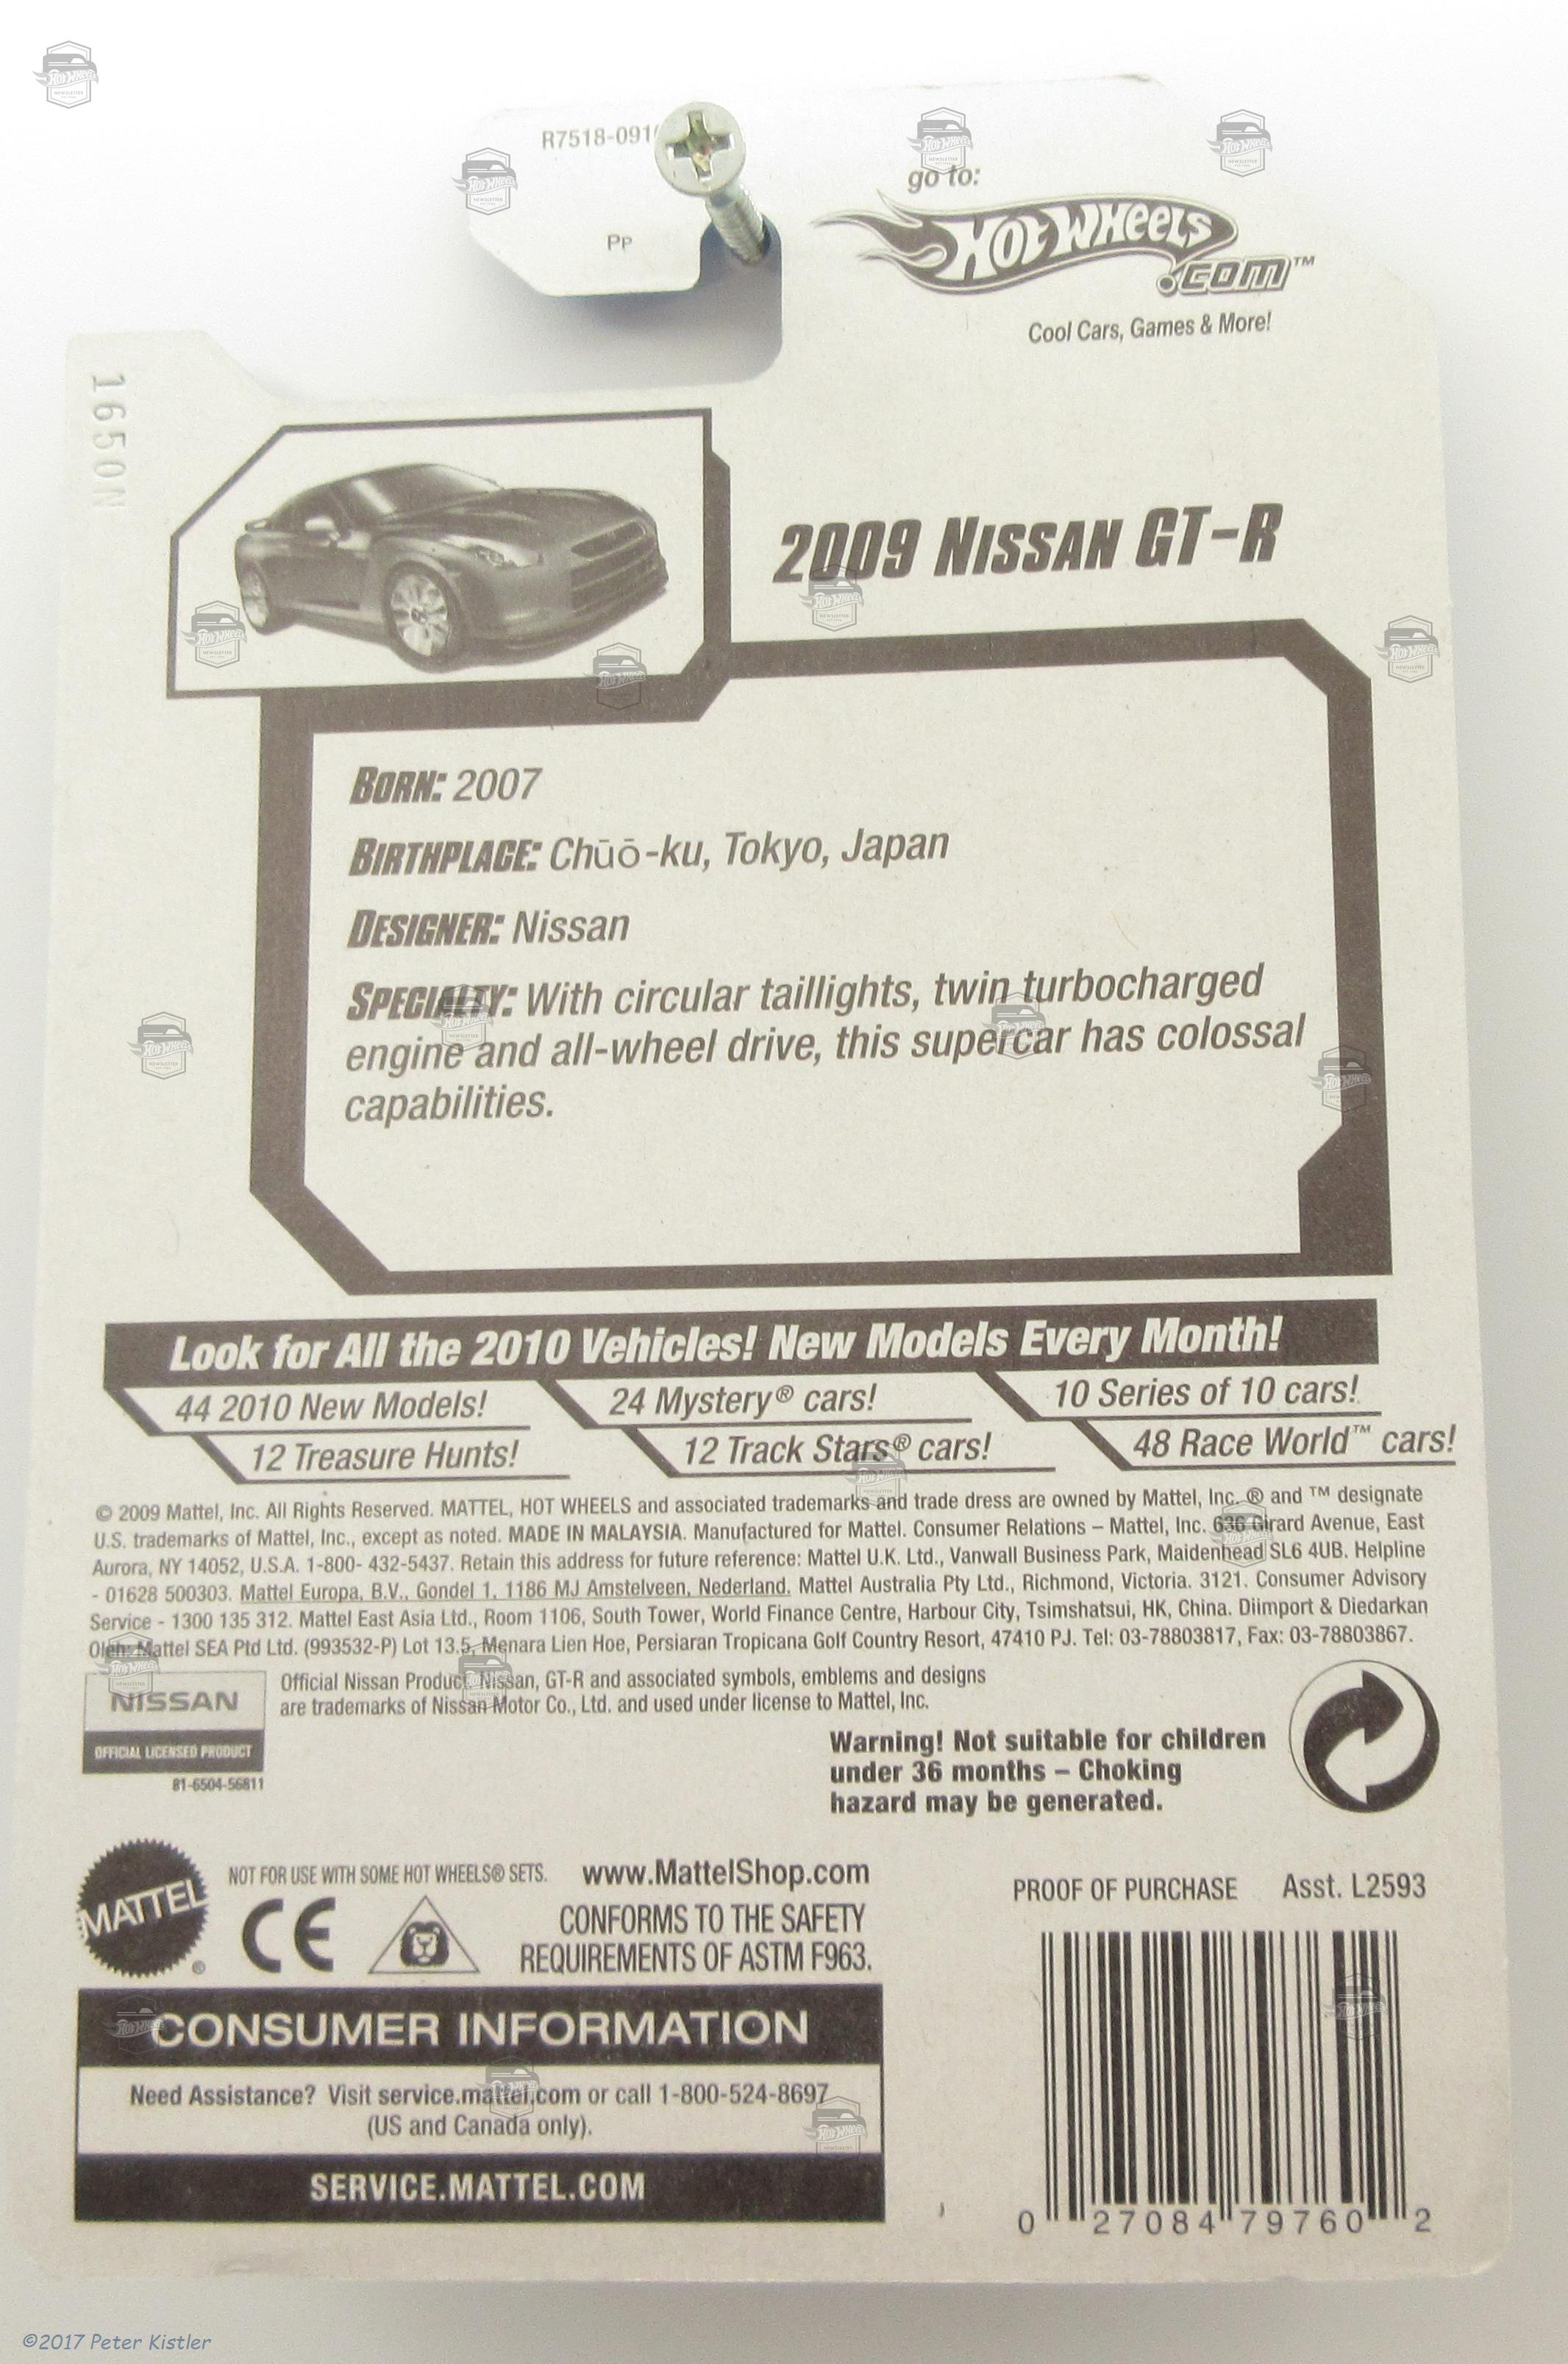 R7518-091
Pp
go to:
Hot Wheels
.com™
Cool Cars, Games & More!
1650N
2009 Nissan GT-R
Born: 2007
Birthplace: Chūō-ku, Tokyo, Japan
Designer: Nissan
Specialty: With circular taillights, twin turbocharged
engine and all-wheel drive, this supercar has colossal
capabilities.
Look for All the 2010 Vehicles! New Models Every Month!
44 2010 New Models!
24 Mystery® cars!
10 Series of 10 cars!
12 Treasure Hunts!
12 Track Stars® cars!
48 Race World™ cars!
© 2009 Mattel, Inc. All Rights Reserved. MATTEL, HOT WHEELS and associated trademarks and trade dress are owned by Mattel, Inc. ® and ™ designate
U.S. trademarks of Mattel, Inc., except as noted. MADE IN MALAYSIA. Manufactured for Mattel. Consumer Relations – Mattel, Inc. 636 Girard Avenue, East
Aurora, NY 14052, U.S.A. 1-800- 432-5437. Retain this address for future reference: Mattel U.K. Ltd., Vanwall Business Park, Maidenhead SL6 4UB. Helpline
- 01628 500303. Mattel Europa, B.V., Gondel 1, 1186 MJ Amstelveen, Nederland. Mattel Australia Pty Ltd., Richmond, Victoria. 3121. Consumer Advisory
Service - 1300 135 312. Mattel East Asia Ltd., Room 1106, South Tower, World Finance Centre, Harbour City, Tsimshatsui, HK, China. Diimport & Diedarkan
Oleh: Mattel SEA Ptd Ltd. (993532-P) Lot 13.5, Menara Lien Hoe, Persiaran Tropicana Golf Country Resort, 47410 PJ. Tel: 03-78803817, Fax: 03-78803867.
NISSAN
OFFICIAL LICENSED PRODUCT
81-6504-56811
Official Nissan Product. Nissan, GT-R and associated symbols, emblems and designs
are trademarks of Nissan Motor Co., Ltd. and used under license to Mattel, Inc.
Warning! Not suitable for children
under 36 months – Choking
hazard may be generated.
MATTEL®
NOT FOR USE WITH SOME HOT WHEELS® SETS.
www.MattelShop.com
CE
CONFORMS TO THE SAFETY
REQUIREMENTS OF ASTM F963.
PROOF OF PURCHASE Asst. L2593
CONSUMER INFORMATION
Need Assistance? Visit service.mattel.com or call 1-800-524-8697
(US and Canada only).
SERVICE.MATTEL.COM
0 27084 79760 2
©2017 Peter Kistler